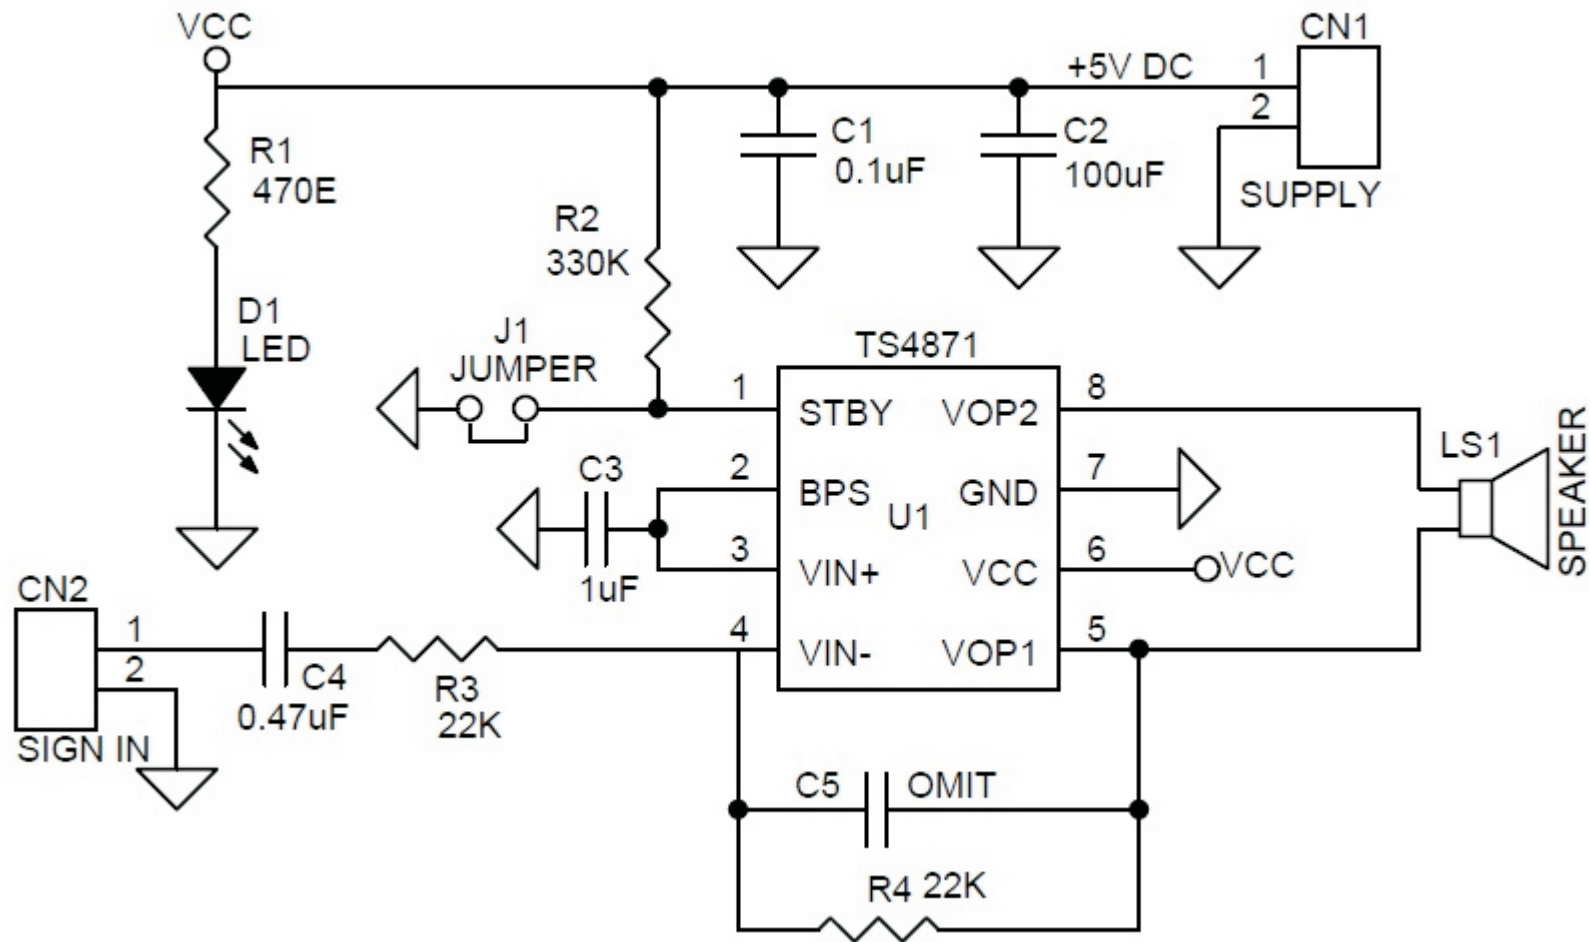 VCC
CN1
+5V DC
1
2
SUPPLY
R1
470E
C1
0.1uF
C2
100uF
R2
330K
D1
LED
J1
JUMPER
TS4871
1
STBY
VOP2
8
C3
1uF
2
BPS
GND
7
U1
3
VIN+
VCC
6
VCC
4
VIN-
VOP1
5
LS1
SPEAKER
CN2
1
2
SIGN IN
C4
0.47uF
R3
22K
C5
OMIT
R4 22K